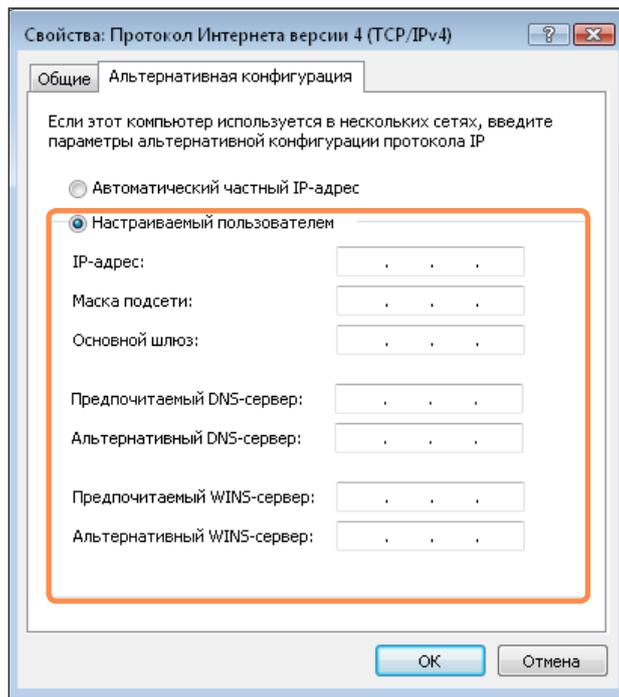 Свойства: Протокол Интернета версии 4 (TCP/IPv4)
Общие
Альтернативная конфигурация
Если этот компьютер используется в нескольких сетях, введите
параметры альтернативной конфигурации протокола IP
Автоматический частный IP-адрес
Настраиваемый пользователем
IP-адрес:
Маска подсети:
Основной шлюз:
Предпочитаемый DNS-сервер:
Альтернативный DNS-сервер:
Предпочитаемый WINS-сервер:
Альтернативный WINS-сервер:
OK
Отмена